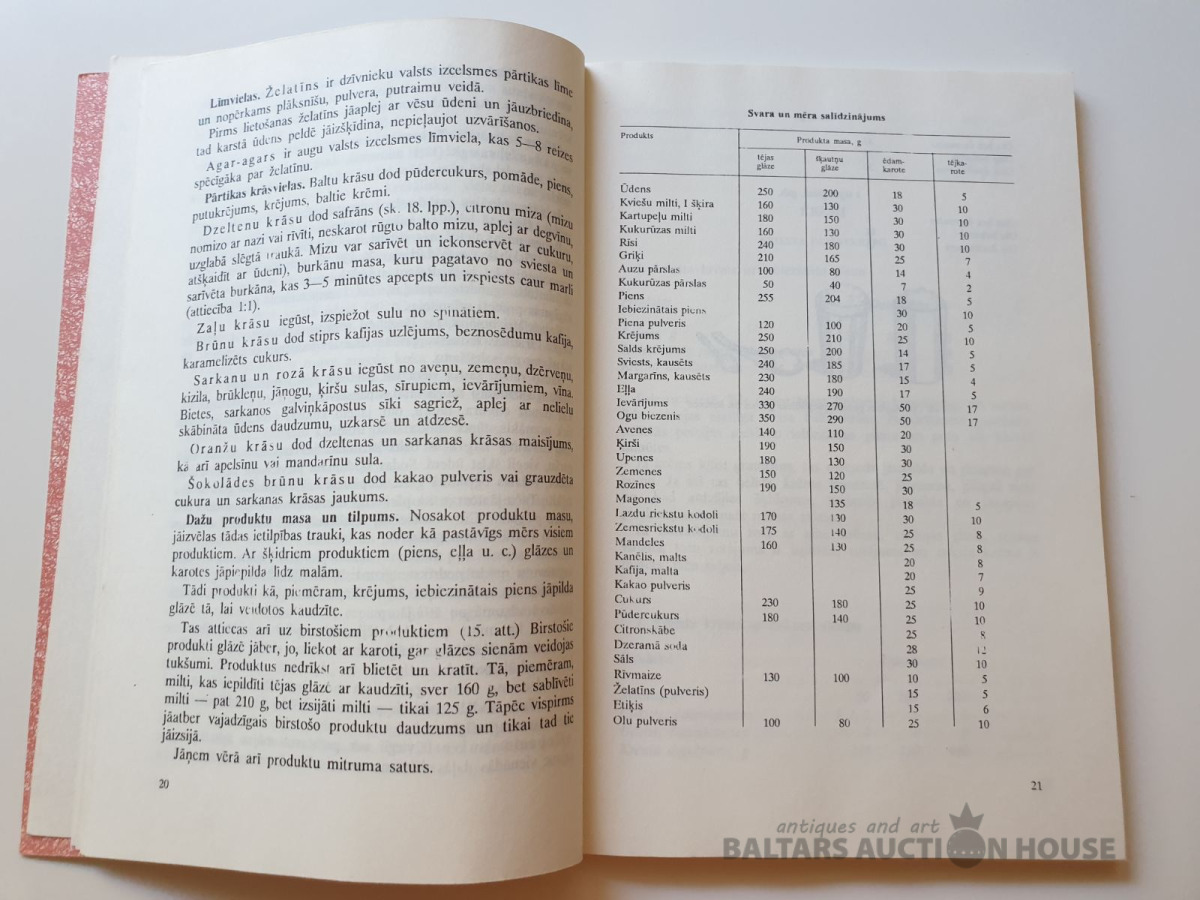 Līmvielas. Želatīns ir dzīvnieku valsts izcelsmes pārtikas līme
un nopērkams plāksnīšu, pulvera, putraimu veidā.
Pirms lietošanas želatīns jāaplej ar vēsu ūdeni un jāuzbriedina,
tad karstā ūdens peldē jāizšķīdina, nepieļaujot uzvārīšanos.
Agar-agars ir augu valsts izcelsmes līmviela, kas 5—8 reizes
spēcīgāka par želatīnu.
Pārtikas krāsvielas. Baltu krāsu dod pūdercukurs, pomāde, piens,
putukrējums, krējums, baltie krēmi.
Dzeltenu krāsu dod safrāns (sk. 18. lpp.), citronu miza (mizu
nomizo ar nazi vai rīvīti, neskarot rūgto balto mizu, aplej ar degvīnu,
uzglabā slēgtā traukā. Mizu var sarīvēt un iekonservēt ar cukuru,
atšķaidīt ar ūdeni), burkānu masa, kuru pagatavo no sviesta un
sarīvēta burkāna, kas 3—5 minūtes apcepts un izspiests caur marli
(attiecība 1:1).
Zaļu krāsu iegūst, izspiežot sulu no spinātiem.
Brūnu krāsu dod stiprs kafijas uzlējums, beznosēdumu kafija,
karamelizēts cukurs.
Sarkanu un rozā krāsu iegūst no aveņu, zemeņu, dzērveņu,
kizila, brūkleņu, jāņogu, ķiršu sulas, sīrupiem, ievārījumiem, vīna.
Bietes, sarkanos galviņkāpostus sīki sagriež, aplej ar nelielu
skābināta ūdens daudzumu, uzkarsē un atdzesē.
Oranžu krāsu dod dzeltenas un sarkanas krāsas maisījums,
kā arī apelsīnu vai mandarīnu sula.
Šokolādes brūnu krāsu dod kakao pulveris vai grauzdēta
cukura un sarkanas krāsas jaukums.
Dažu produktu masa un tilpums. Nosakot produktu masu,
jāizvēlas tādas ietilpības trauki, kas noder kā pastāvīgs mērs visiem
produktiem. Ar šķidriem produktiem (piens, eļļa u. c.) glāzes un
karotes jāpiepilda līdz malām.
Tādi produkti kā, piemēram, krējums, iebiezinātais piens jāpilda
glāzē tā, lai veidotos kaudzīte.
Tas attiecas arī uz birstošiem produktiem (15. att.) Birstošie
produkti glāzē jāber, jo, liekot ar karoti, gar glāzes sienām veidojas
tukšumi. Produktus nedrīkst arī blietēt un kratīt. Tā, piemēram,
milti, kas iepildīti tējas glāzē ar kaudzīti, sver 160 g, bet sablīvēti
milti — pat 210 g, bet izsijāti milti — tikai 125 g. Tāpēc vispirms
jāatber vajadzīgais birstošo produktu daudzums un tikai tad tie
jāizsijā.
Jāņem vērā arī produktu mitruma saturs.
20
Svara un mēra salīdzinājums
Produkts Produkta masa, g
tējas glāze šķautņu glāze ēdam-karote tējka-rote
Ūdens 250 200 18 5
Kviešu milti, I šķira 160 130 30 10
Kartupeļu milti 180 150 30 10
Kukurūzas milti 160 130 30 10
Rīsi 240 180 30 10
Griķi 210 165 25 7
Auzu pārslas 100 80 14 4
Kukurūzas pārslas 50 40 7 2
Piens 255 204 18 5
Iebiezinātais piens 30 10
Piena pulveris 120 100 20 5
Krējums 250 210 25 10
Salds krējums 250 200 14 5
Sviests, kausēts 240 185 17 5
Margarīns, kausēts 230 180 15 4
Eļļa 240 190 17 5
Ievārījums 330 270 50 17
Ogu biezenis 350 290 50 17
Avenes 140 110 20
Ķirši 190 150 30
Upenes 180 130 30
Zemenes 150 120 25
Rozīnes 190 150 30
Magones 135 18 5
Lazdu riekstu kodoli 170 130 30 10
Zemesriekstu kodoli 175 140 25 8
Mandeles 160 130 25 8
Kanēlis, malts 20 8
Kafija, malta 20 7
Kakao pulveris 25 9
Cukurs 230 180 25 10
Pūdercukurs 180 140 25 10
Citronskābe 25 8
Dzeramā soda 28 12
Sāls 30 10
Rīvmaize 130 100 10 5
Želatīns (pulveris) 15 5
Etiķis 15 6
Olu pulveris 100 80 25 10
21
antiques and art
BALTARS AUCTION HOUSE